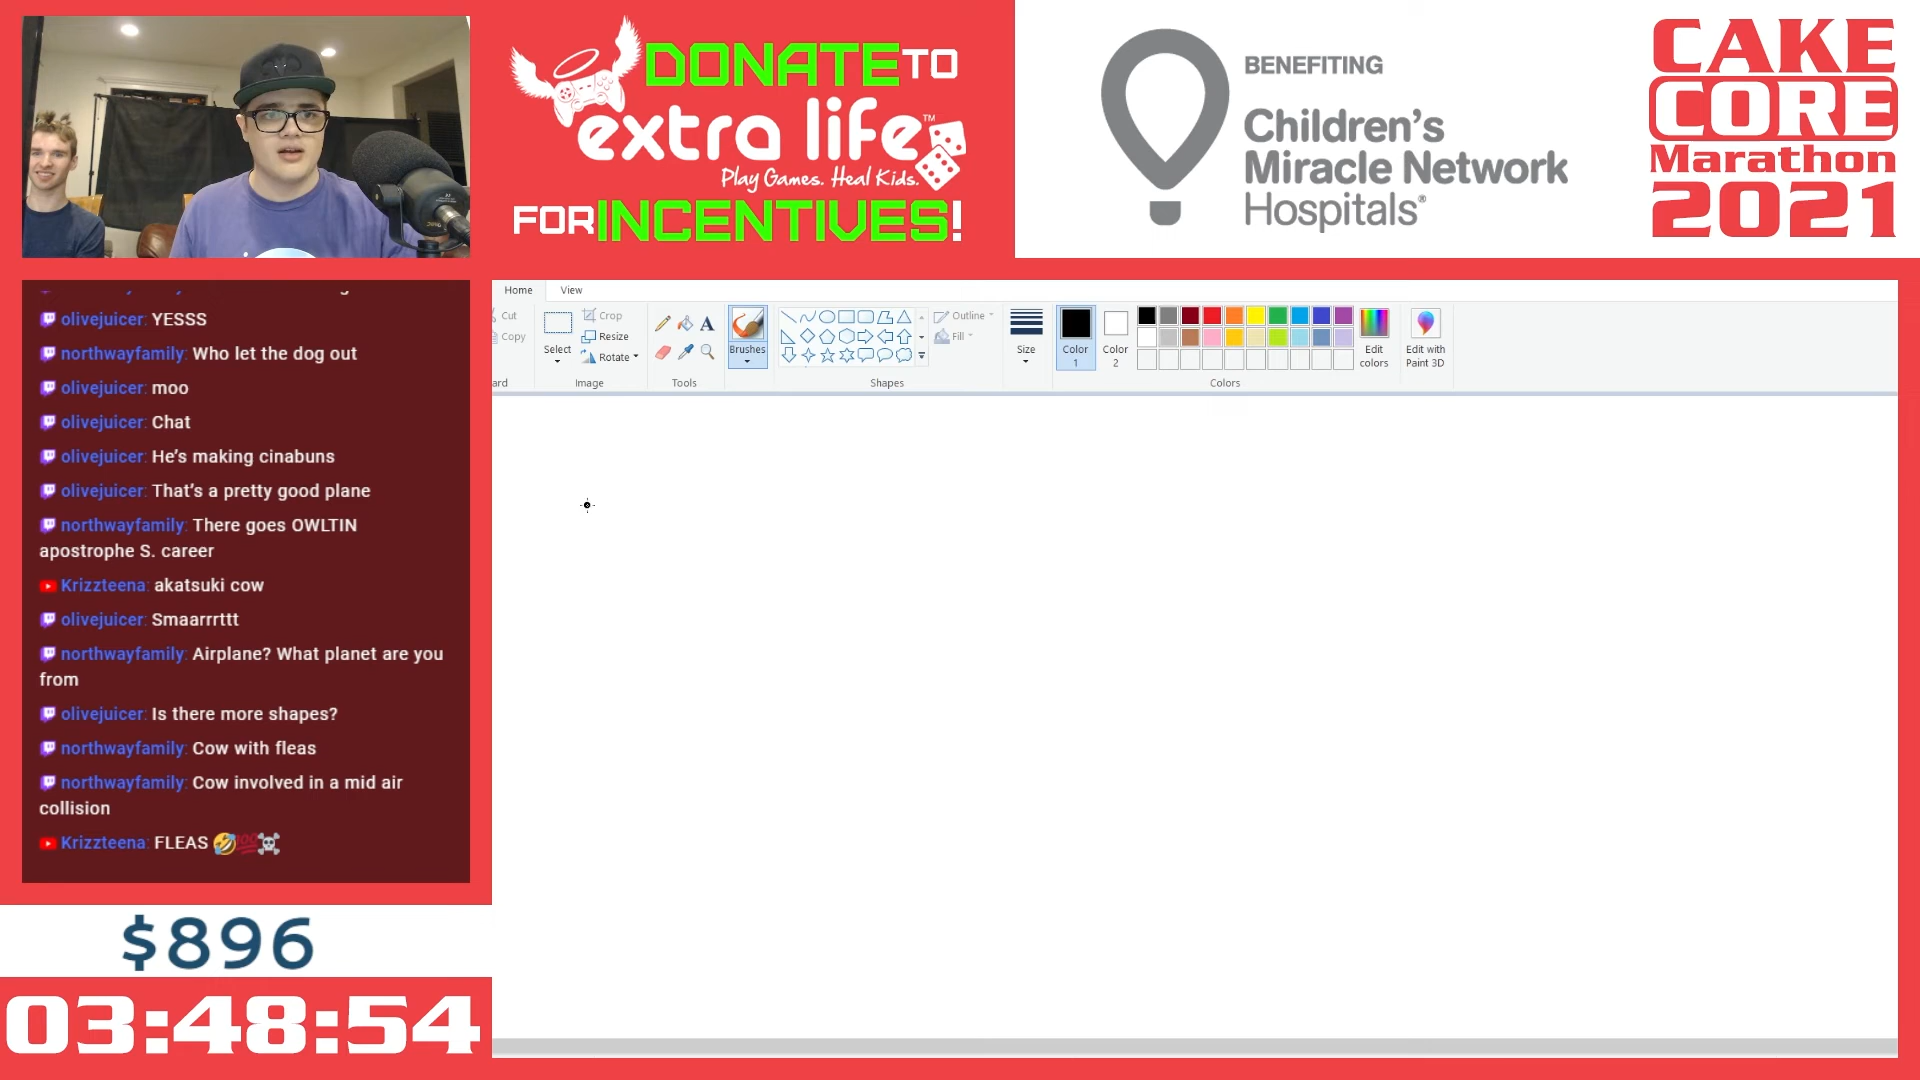 DONATE TO
extra life™
Play Games. Heal Kids.
FOR INCENTIVES!
BENEFITING
Children's
Miracle Network
Hospitals®
CAKE
CORE
Marathon
2021
olivejuicer: YESSS
northwayfamily: Who let the dog out
olivejuicer: moo
olivejuicer: Chat
olivejuicer: He's making cinabuns
olivejuicer: That's a pretty good plane
northwayfamily: There goes OWLTIN
apostrophe S. career
Krizzteena: akatsuki cow
olivejuicer: Smaarrrttt
northwayfamily: Airplane? What planet are you
from
olivejuicer: Is there more shapes?
northwayfamily: Cow with fleas
northwayfamily: Cow involved in a mid air
collision
Krizzteena: FLEAS 🤣💯☠️
$896
03:48:54
Home View
Cut
Copy
ard
Select
Crop
Resize
Rotate
Image
A
Tools
Brushes
Outline
Fill
Shapes
Size
Color
1
Color
2
Edit
colors
Colors
Edit with
Paint 3D